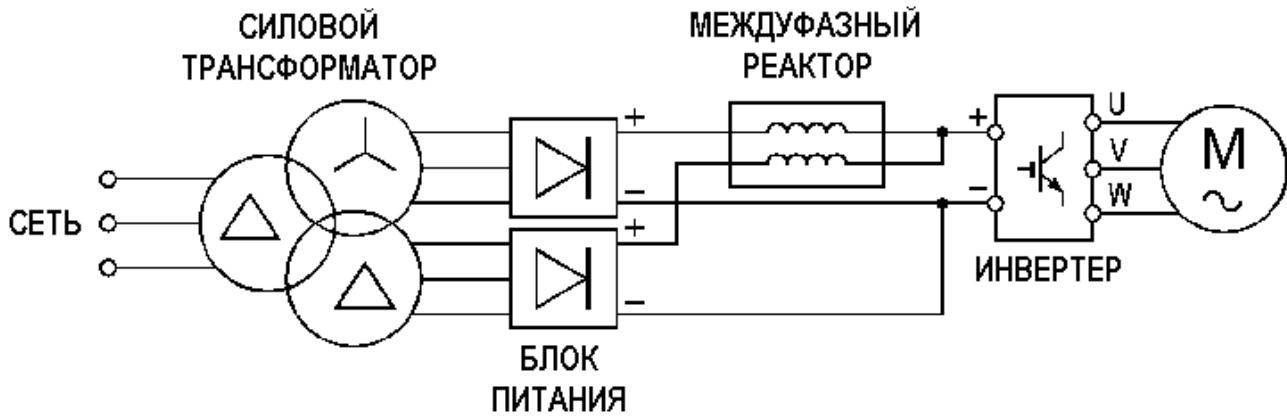 СИЛОВОЙ
ТРАНСФОРМАТОР
МЕЖДУФАЗНЫЙ
РЕАКТОР
+
+
U
M
V
СЕТЬ
−
−
W
+
ИНВЕРТЕР
−
БЛОК
ПИТАНИЯ